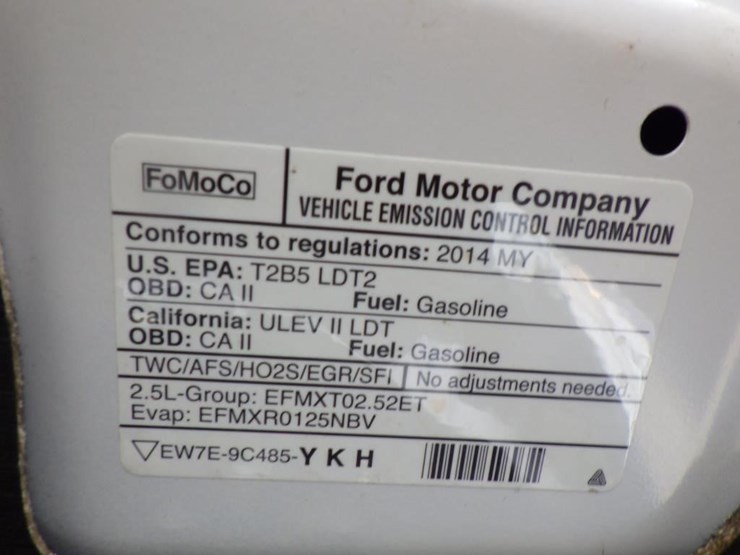 FoMoCo
Ford Motor Company
VEHICLE EMISSION CONTROL INFORMATION
Conforms to regulations: 2014 MY
U.S. EPA: T2B5 LDT2
OBD: CA II Fuel: Gasoline
California: ULEV II LDT
OBD: CA II Fuel: Gasoline
TWC/AFS/HO2S/EGR/SFI No adjustments needed.
2.5L-Group: EFMXT02.52ET
Evap: EFMXR0125NBV
EW7E-9C485-Y K H